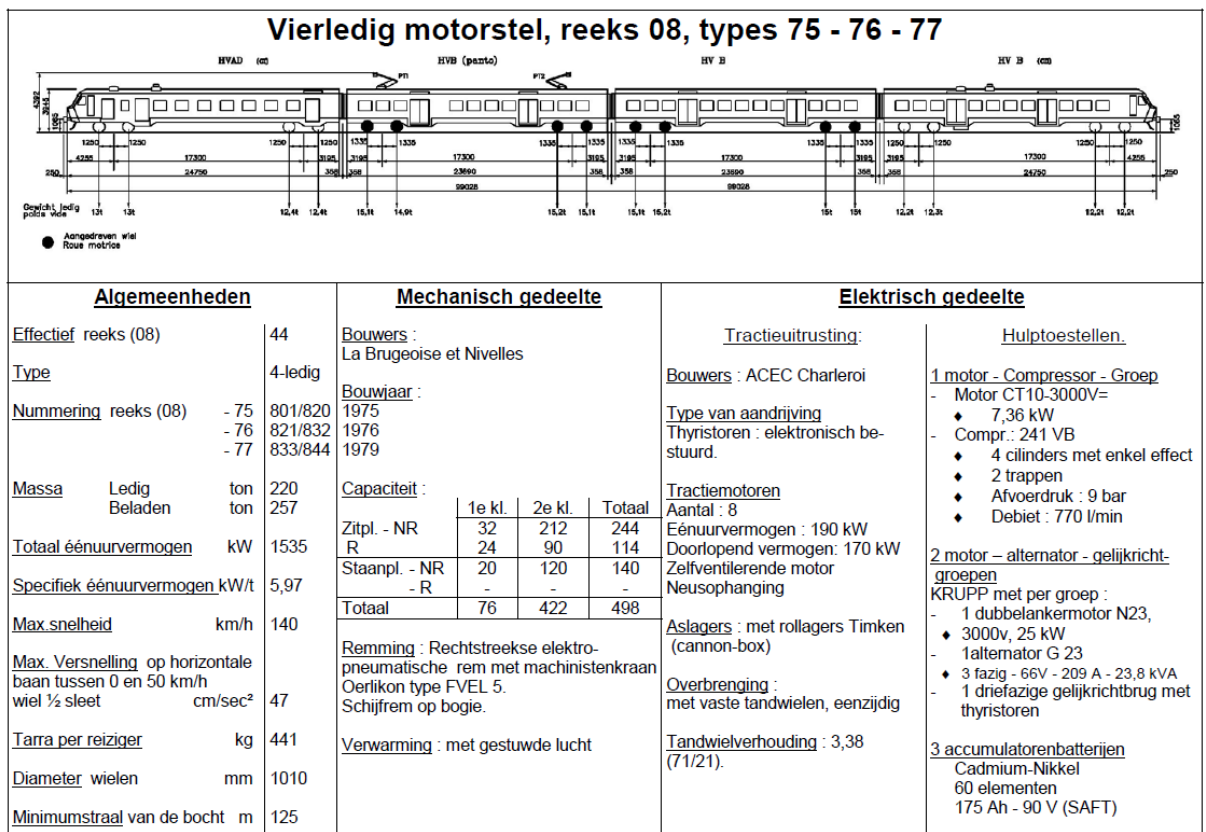 Vierledig motorstel, reeks 08, types 75 - 76 - 77
HVAD (cr) HVB (panto) HV B HV B (cm)
PT1 PT2
4392
3945
1065 1065
1250 1250 1250 1250 1335 1335 1335 1335 1335 1335 1335 1335 1250 1250 1250 1250
4255 17300 3195 17300 3195 3195 17300 3195 3195 17300 4255
250 24750 358 358 23690 358 358 23690 358 358 24750 250
99028 99028
Gewicht ledig
poids vide 13t 13t 12,4t 12,4t 15,1t 14,9t 15,2t 15,1t 15,1t 15,2t 15t 15t 12,2t 12,3t 12,2t 12,2t
Aangedreven wiel
Roue motrice
Algemeenheden
Effectief reeks (08) 44
Type 4-ledig
Nummering reeks (08) - 75 801/820
- 76 821/832
- 77 833/844
Massa Ledig ton 220
Beladen ton 257
Totaal éénuurvermogen kW 1535
Specifiek éénuurvermogen kW/t 5,97
Max.snelheid km/h 140
Max. Versnelling op horizontale
baan tussen 0 en 50 km/h
wiel ½ sleet cm/sec² 47
Tarra per reiziger kg 441
Diameter wielen mm 1010
Minimumstraal van de bocht m 125
Mechanisch gedeelte
Bouwers :
La Brugeoise et Nivelles
Bouwjaar :
1975
1976
1979
Capaciteit :
1e kl. 2e kl. Totaal
Zitpl. - NR 32 212 244
R 24 90 114
Staanpl. - NR 20 120 140
- R - - -
Totaal 76 422 498
Remming : Rechtstreekse elektro-
pneumatische rem met machinistenkraan
Oerlikon type FVEL 5.
Schijfrem op bogie.
Verwarming : met gestuwde lucht
Elektrisch gedeelte
Tractieuitrusting:
Bouwers : ACEC Charleroi
Type van aandrijving
Thyristoren : elektronisch be-
stuurd.
Tractiemotoren
Aantal : 8
Eénuurvermogen : 190 kW
Doorlopend vermogen: 170 kW
Zelfventilerende motor
Neusophanging
Aslagers : met rollagers Timken
(cannon-box)
Overbrenging :
met vaste tandwielen, eenzijdig
Tandwielverhouding : 3,38
(71/21).
Hulptoestellen.
1 motor - Compressor - Groep
- Motor CT10-3000V=
♦ 7,36 kW
- Compr.: 241 VB
♦ 4 cilinders met enkel effect
♦ 2 trappen
♦ Afvoerdruk : 9 bar
♦ Debiet : 770 l/min
2 motor – alternator - gelijkricht-
groepen
KRUPP met per groep :
- 1 dubbelankermotor N23,
♦ 3000v, 25 kW
- 1alternator G 23
♦ 3 fazig - 66V - 209 A - 23,8 kVA
- 1 driefazige gelijkrichtbrug met
thyristoren
3 accumulatorenbatterijen
Cadmium-Nikkel
60 elementen
175 Ah - 90 V (SAFT)